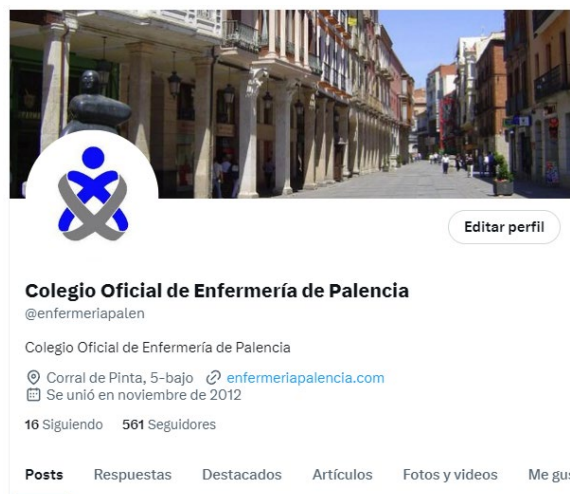 Editar perfil
Colegio Oficial de Enfermería de Palencia
@enfermeriapalen
Colegio Oficial de Enfermería de Palencia
Corral de Pinta, 5-bajo enfermeriapalencia.com
Se unió en noviembre de 2012
16 Siguiendo 561 Seguidores
Posts Respuestas Destacados Artículos Fotos y videos Me gus